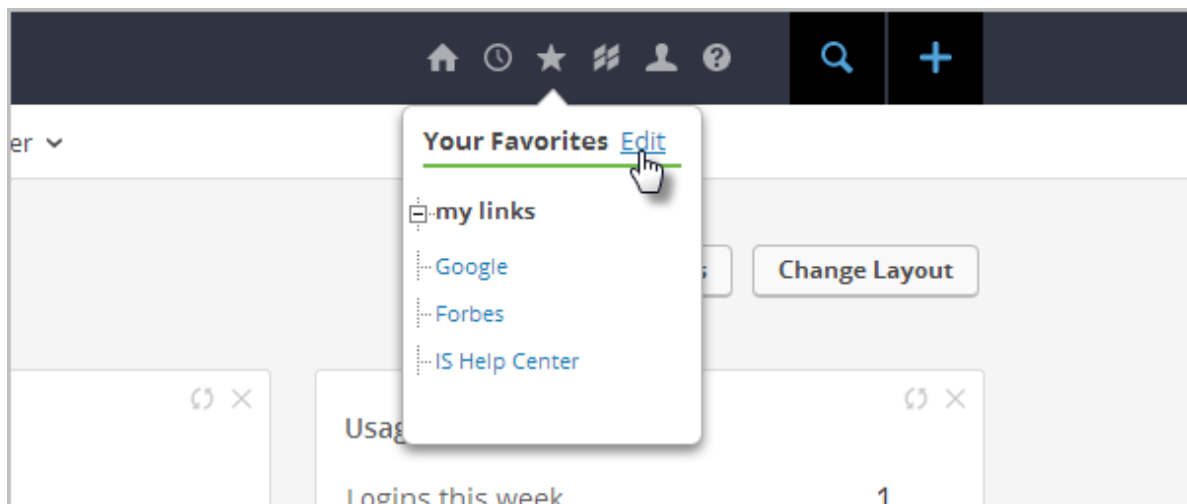 er
Your Favorites Edit
my links
Google
Forbes
IS Help Center
s Change Layout
Usag
Logins this week 1